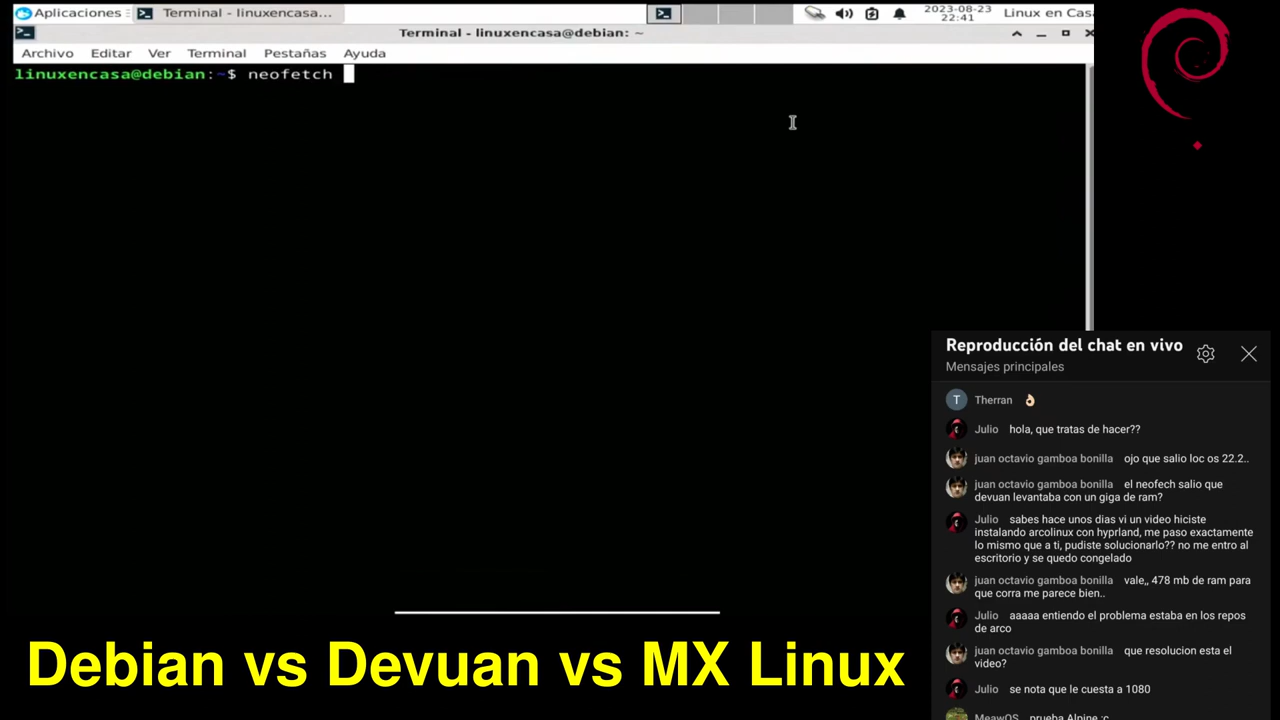 Aplicaciones
Terminal - linuxencasa...
2023-08-23
22:41
Linux en Cas
Terminal - linuxencasa@debian: ~
Archivo Editar Ver Terminal Pestañas Ayuda
linuxencasa@debian:~$ neofetch
Reproducción del chat en vivo
Mensajes principales
T Therran
Julio hola, que tratas de hacer??
juan octavio gamboa bonilla ojo que salio loc os 22.2..
juan octavio gamboa bonilla el neofech salio que
devuan levantaba con un giga de ram?
Julio sabes hace unos dias vi un video hiciste
instalando arcolinux con hyprland, me paso exactamente
lo mismo que a ti, pudiste solucionarlo?? no me entro al
escritorio y se quedo congelado
juan octavio gamboa bonilla vale,, 478 mb de ram para
que corra me parece bien..
Julio aaaaa entiendo el problema estaba en los repos
de arco
juan octavio gamboa bonilla que resolucion esta el
video?
Julio se nota que le cuesta a 1080
MeawOS prueba Alpine :c
Debian vs Devuan vs MX Linux